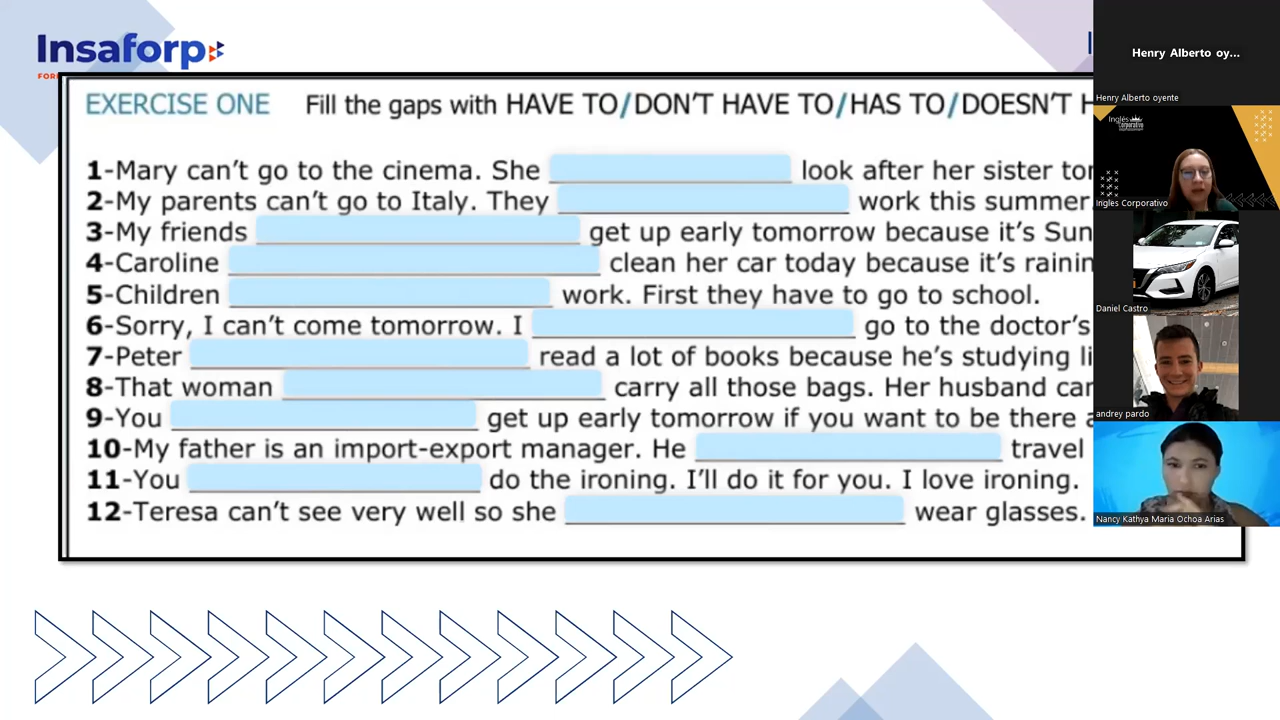 Insaforp
EXERCISE ONE Fill the gaps with HAVE TO/DON'T HAVE TO/HAS TO/DOESN'T
1-Mary can't go to the cinema. She look after her sister
2-My parents can't go to Italy. They work this summer
3-My friends get up early tomorrow because it's
4-Caroline clean her car today because it's
5-Children work. First they have to go to school.
6-Sorry, I can't come tomorrow. I go to the doctor's
7-Peter read a lot of books because he's studying
8-That woman carry all those bags. Her husband
9-You get up early tomorrow if you want to be there
10-My father is an import-export manager. He travel
11-You do the ironing. I'll do it for you. I love ironing.
12-Teresa can't see very well so she wear glasses.
Henry Alberto oy...
Henry Alberto oyente
Inglés Corporativo
Ingles Corporativo
Daniel Castro
andrey pardo
Nancy Kathya Maria Ochoa Arias